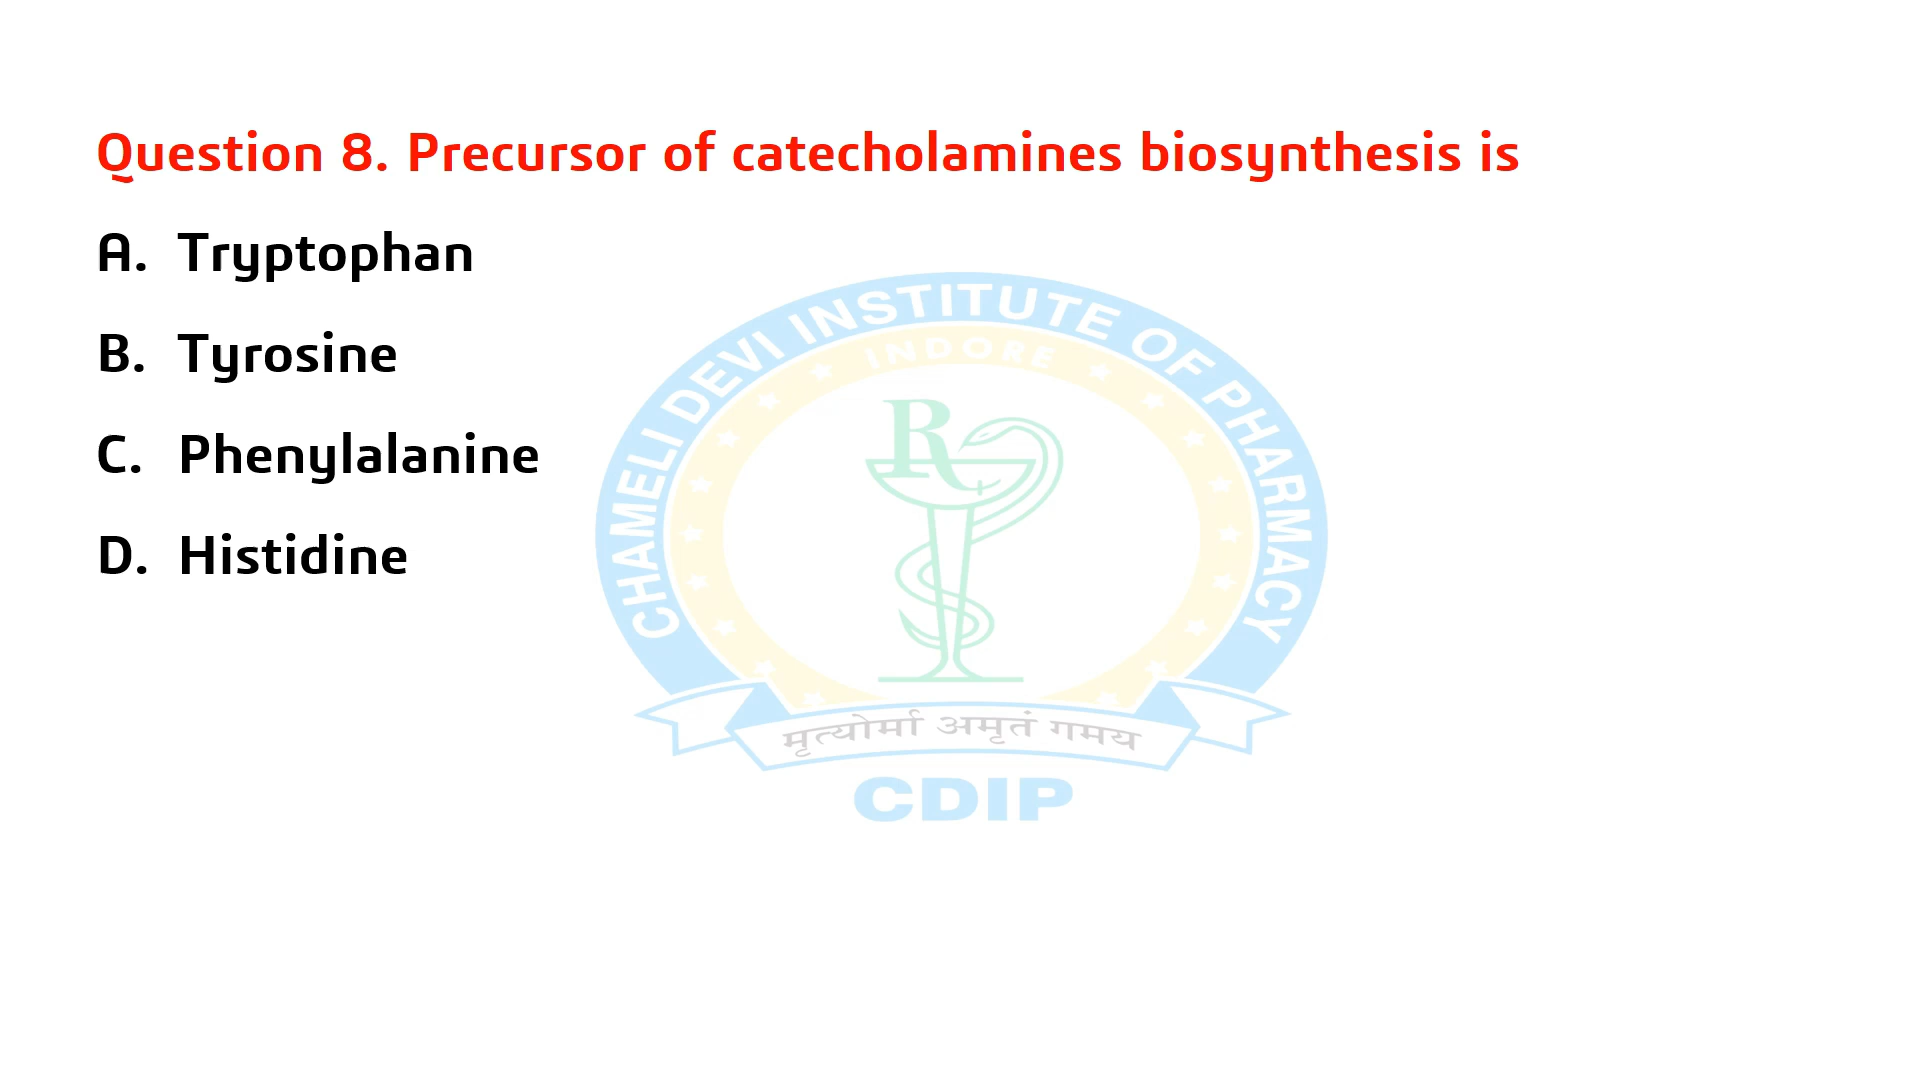 Question 8. Precursor of catecholamines biosynthesis is
A. Tryptophan
B. Tyrosine
C. Phenylalanine
D. Histidine
CHAMELI DEVI INSTITUTE OF PHARMACY
INDORE
R
मृत्योर्मा अमृतं गमय
CDIP